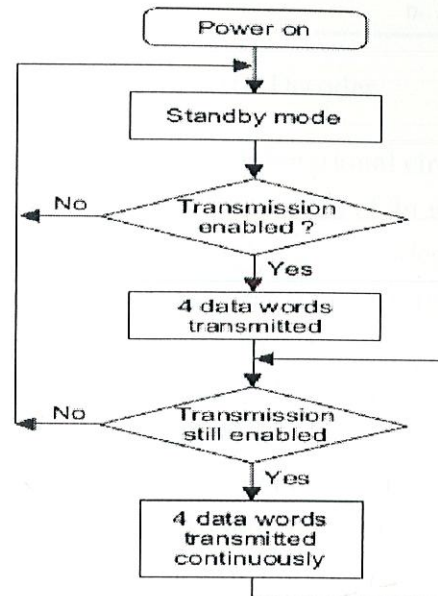 Power on
Standby mode
Transmission
enabled ?
No
Yes
4 data words
transmitted
Transmission
still enabled
No
Yes
4 data words
transmitted
continuously